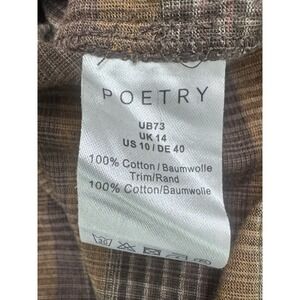 POETRY
UB73
UK 14
US 10 / DE 40
100% Cotton / Baumwolle
Trim/Rand
100% Cotton/Baumwolle